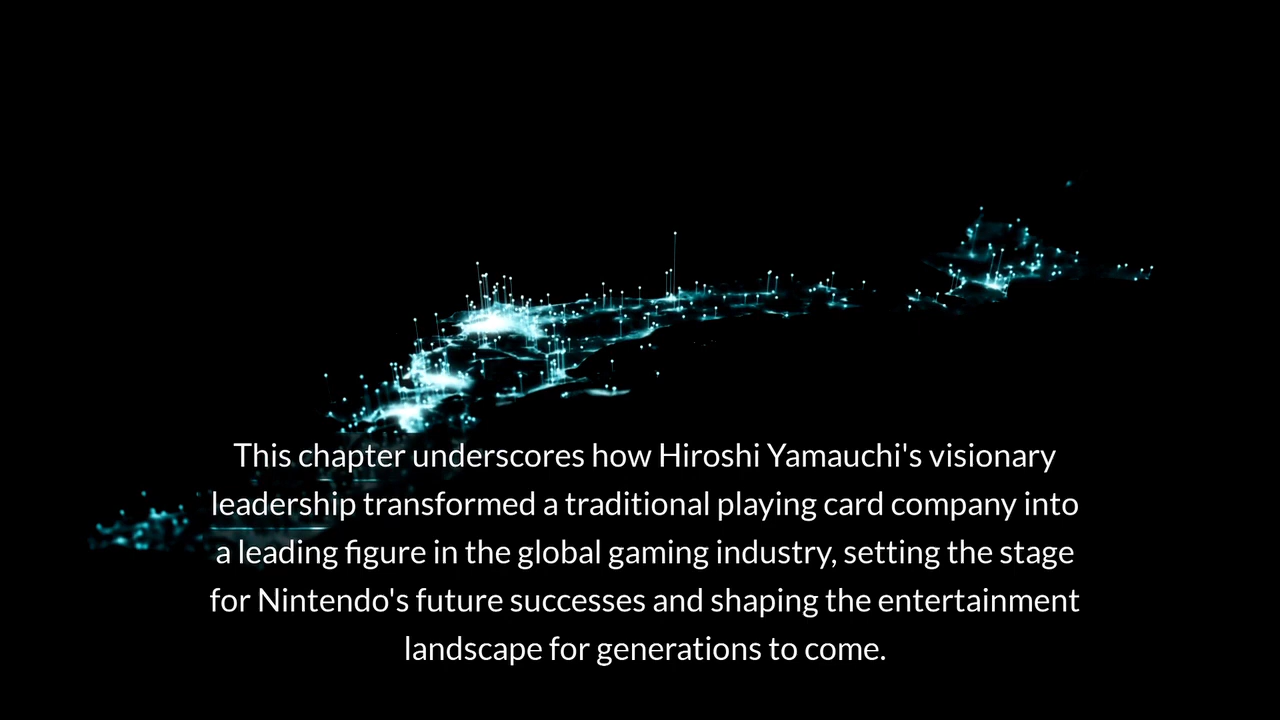 This chapter underscores how Hiroshi Yamauchi's visionary
leadership transformed a traditional playing card company into
a leading figure in the global gaming industry, setting the stage
for Nintendo's future successes and shaping the entertainment
landscape for generations to come.